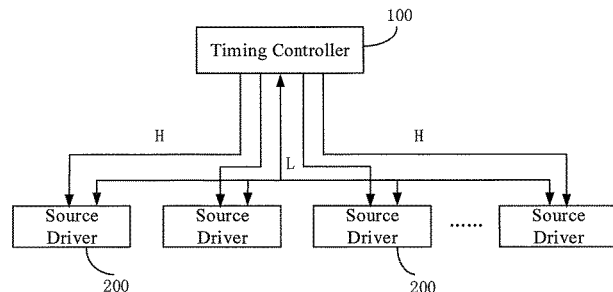 100
Timing Controller
H
H
L
Source Driver
Source Driver
Source Driver
......
Source Driver
200
200